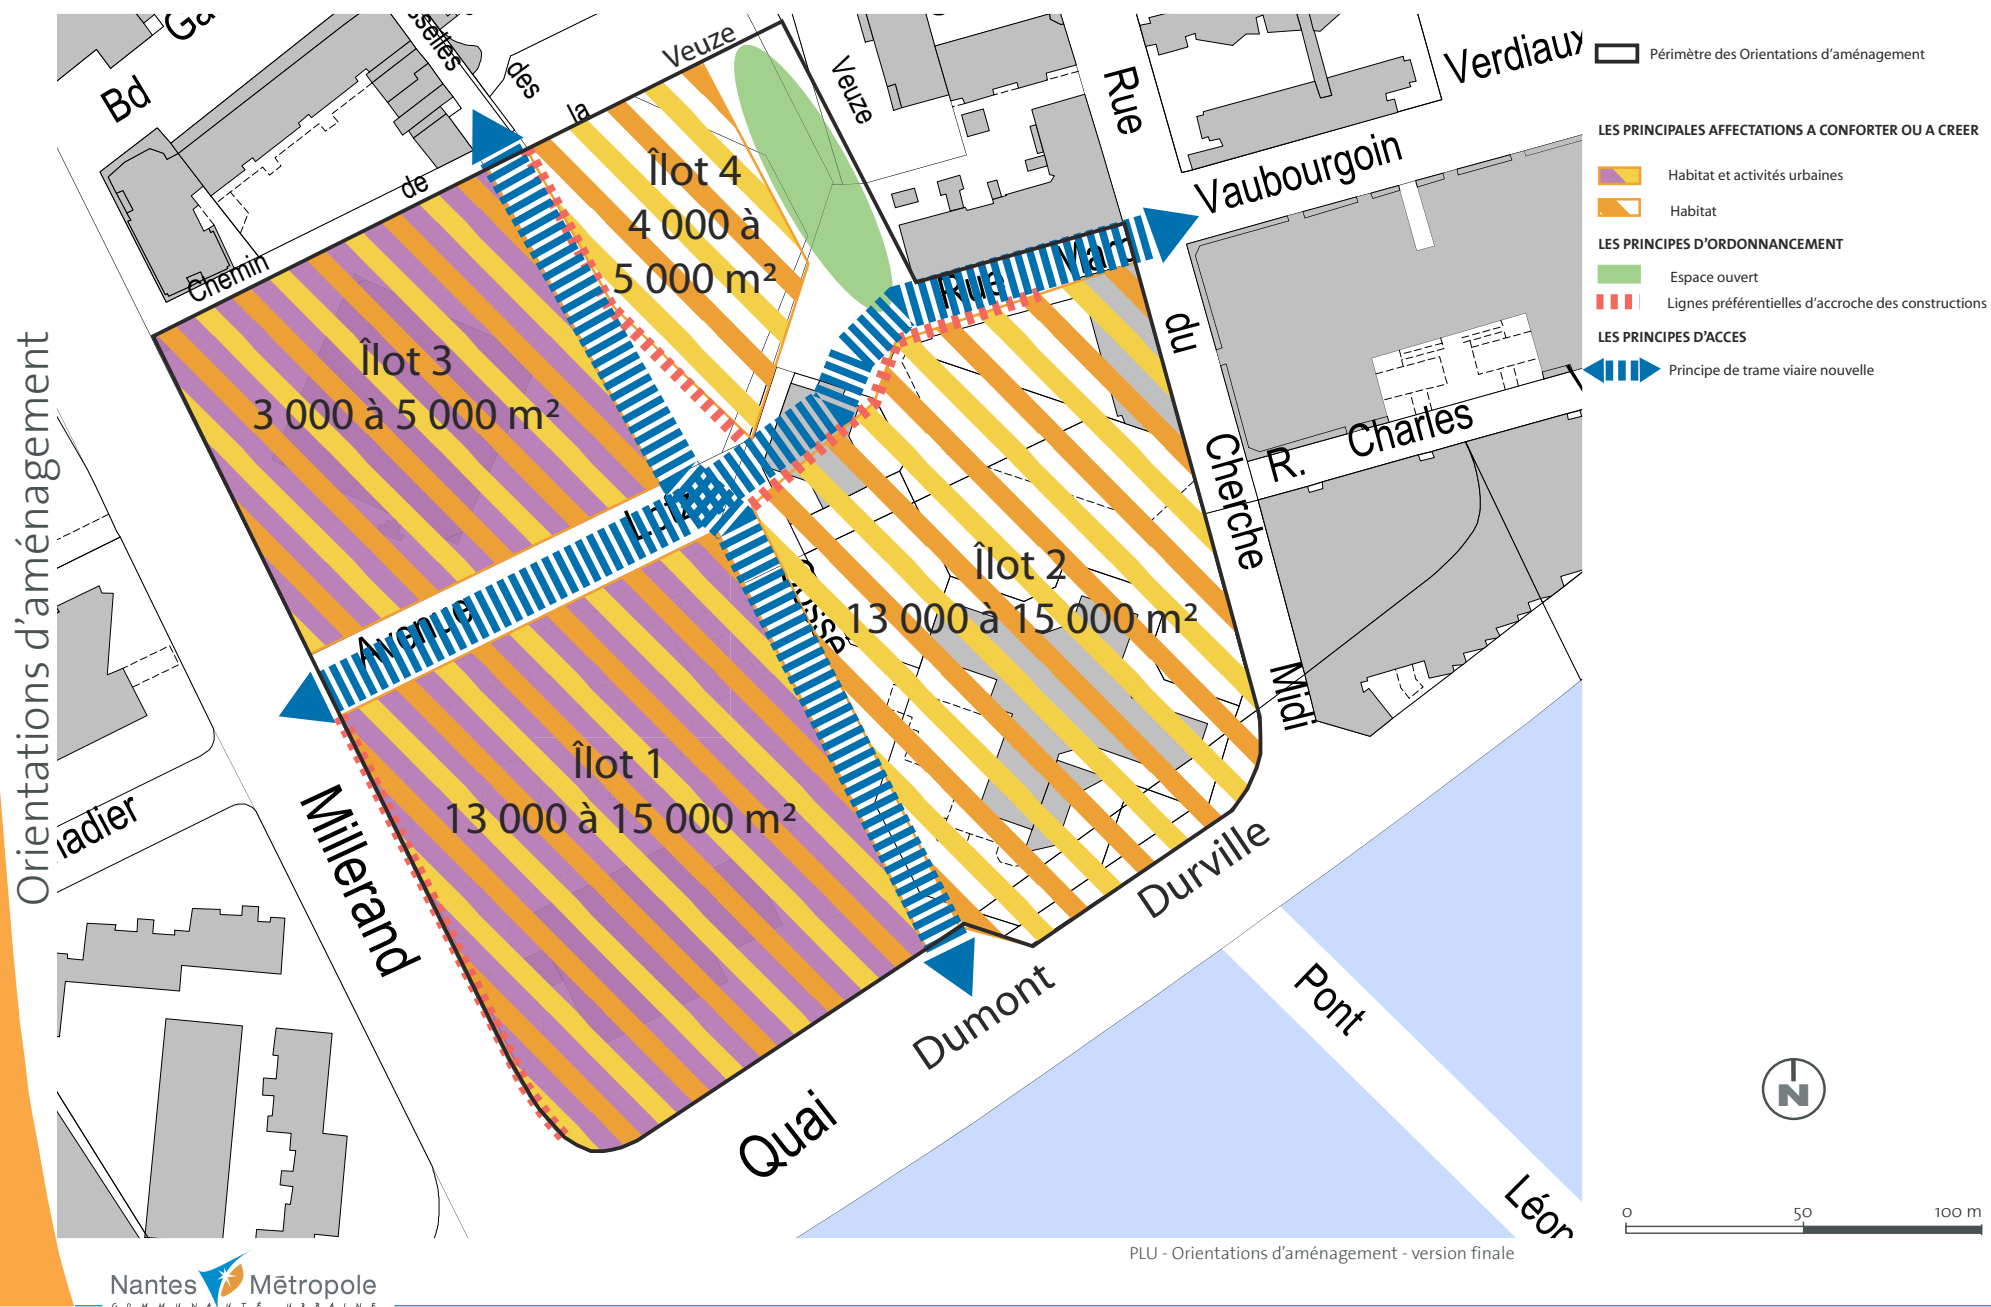 Orientations d'aménagement
Bd
sselles
des
la
Veuze
Veuze
Rue
Verdiaux
Vaubourgoin
de
Chemin
Îlot 4
4 000 à
5 000 m²
Îlot 3
3 000 à 5 000 m²
Rue
du
Cherche
Midi
R.
Charles
Avenue
Îlot 2
13 000 à 15 000 m²
Îlot 1
13 000 à 15 000 m²
Millerand
nadier
Quai
Dumont
Durville
Pont
Léon
Périmètre des Orientations d'aménagement
LES PRINCIPALES AFFECTATIONS A CONFORTER OU A CREER
Habitat et activités urbaines
Habitat
LES PRINCIPES D'ORDONNANCEMENT
Espace ouvert
Lignes préférentielles d'accroche des constructions
LES PRINCIPES D'ACCES
Principe de trame viaire nouvelle
N
0 50 100 m
PLU - Orientations d'aménagement - version finale
Nantes Métropole
COMMUNAUTÉ URBAINE